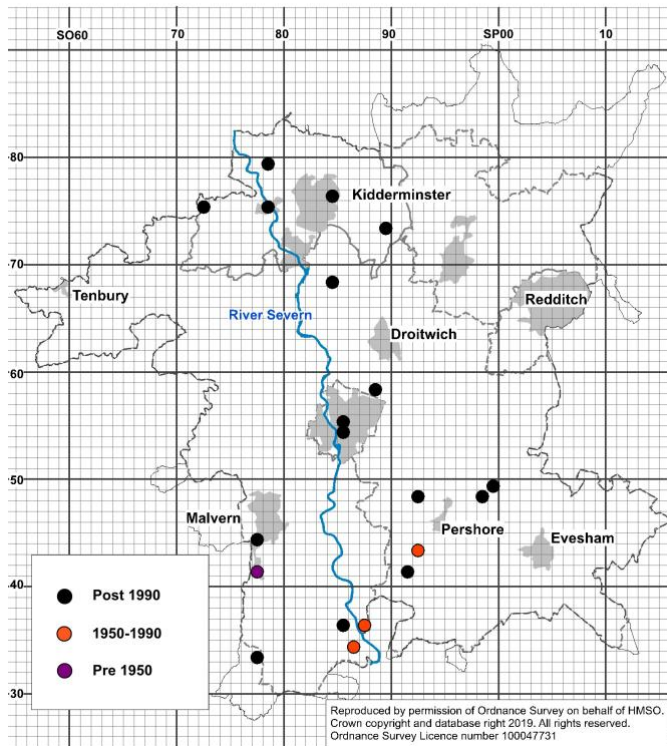 SO60 70 80 90 SP00 10
80
Kidderminster
70
Tenbury
Redditch
River Severn
Droitwich
60
50
Malvern
Pershore
Evesham
40
Post 1990
1950-1990
Pre 1950
30
Reproduced by permission of Ordnance Survey on behalf of HMSO.
Crown copyright and database right 2019. All rights reserved.
Ordnance Survey Licence number 100047731